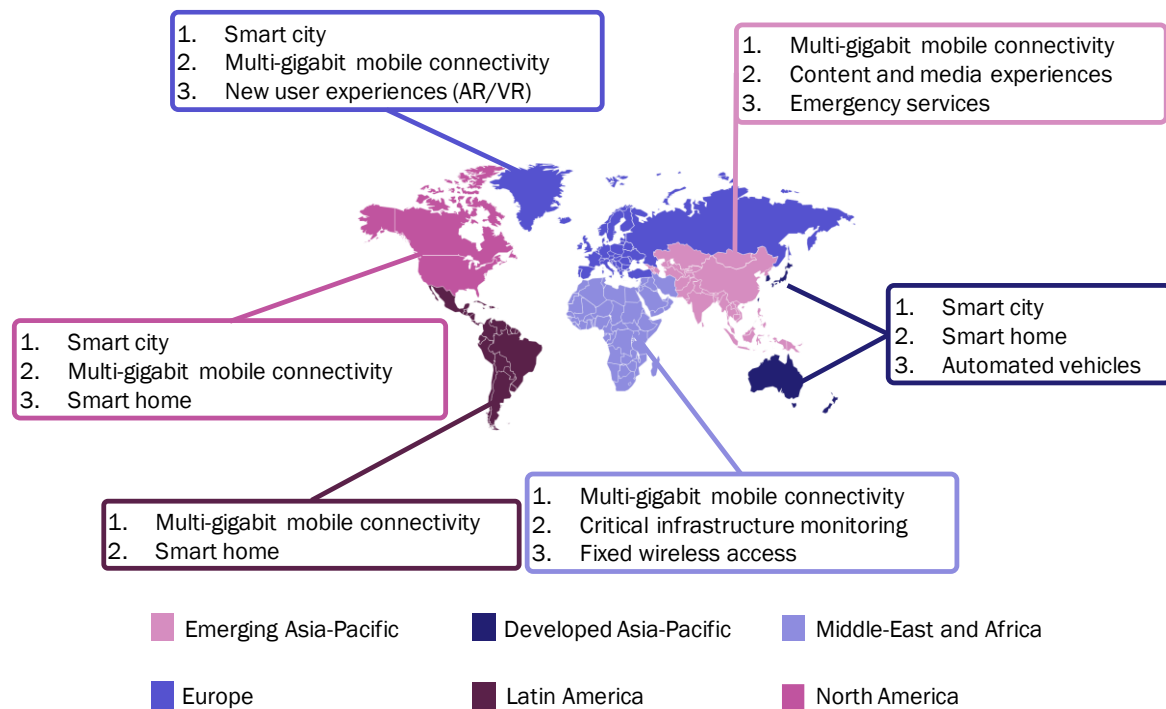 1. Smart city
2. Multi-gigabit mobile connectivity
3. New user experiences (AR/VR)
1. Multi-gigabit mobile connectivity
2. Content and media experiences
3. Emergency services
1. Smart city
2. Smart home
3. Automated vehicles
1. Smart city
2. Multi-gigabit mobile connectivity
3. Smart home
1. Multi-gigabit mobile connectivity
2. Smart home
1. Multi-gigabit mobile connectivity
2. Critical infrastructure monitoring
3. Fixed wireless access
Emerging Asia-Pacific
Developed Asia-Pacific
Middle-East and Africa
Europe
Latin America
North America